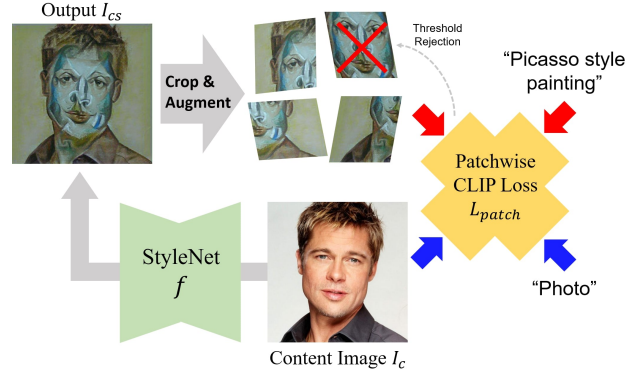 Output I_cs
Threshold
Rejection
Crop &
Augment
“Picasso style
painting”
Patchwise
CLIP Loss
L_patch
StyleNet
f
“Photo”
Content Image I_c